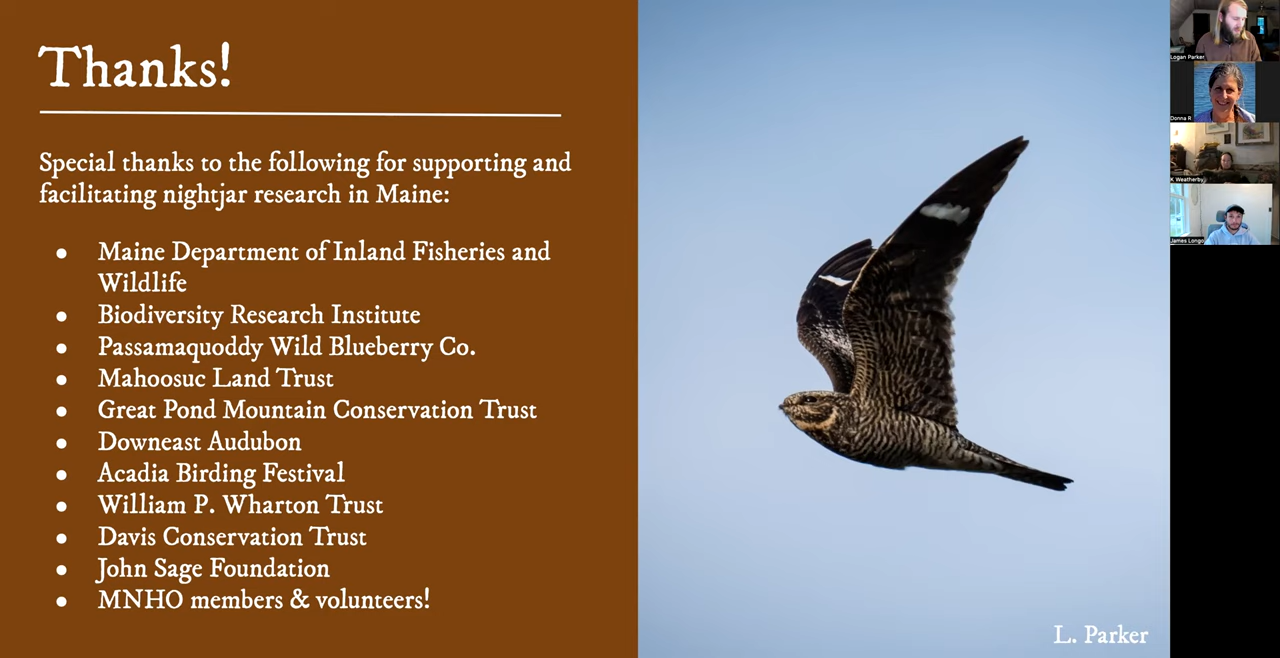 Thanks!
Special thanks to the following for supporting and
facilitating nightjar research in Maine:
● Maine Department of Inland Fisheries and
Wildlife
● Biodiversity Research Institute
● Passamaquoddy Wild Blueberry Co.
● Mahoosuc Land Trust
● Great Pond Mountain Conservation Trust
● Downeast Audubon
● Acadia Birding Festival
● William P. Wharton Trust
● Davis Conservation Trust
● John Sage Foundation
● MNHO members & volunteers!
L. Parker
Logan Parker
Donna R
K Weatherby
James Longo